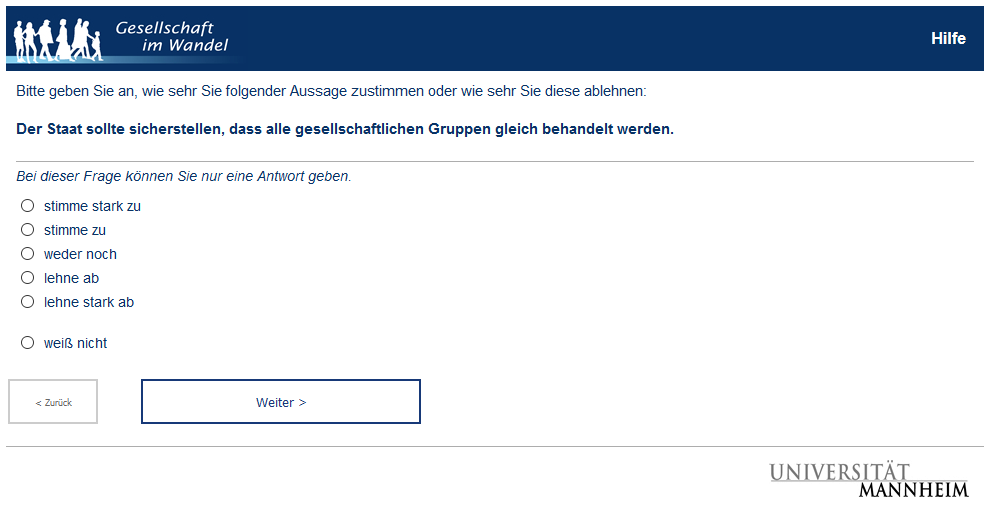 Gesellschaft
im Wandel
Hilfe
Bitte geben Sie an, wie sehr Sie folgender Aussage zustimmen oder wie sehr Sie diese ablehnen:
Der Staat sollte sicherstellen, dass alle gesellschaftlichen Gruppen gleich behandelt werden.
Bei dieser Frage können Sie nur eine Antwort geben.
stimme stark zu
stimme zu
weder noch
lehne ab
lehne stark ab
weiß nicht
< Zurück
Weiter >
UNIVERSITÄT
MANNHEIM